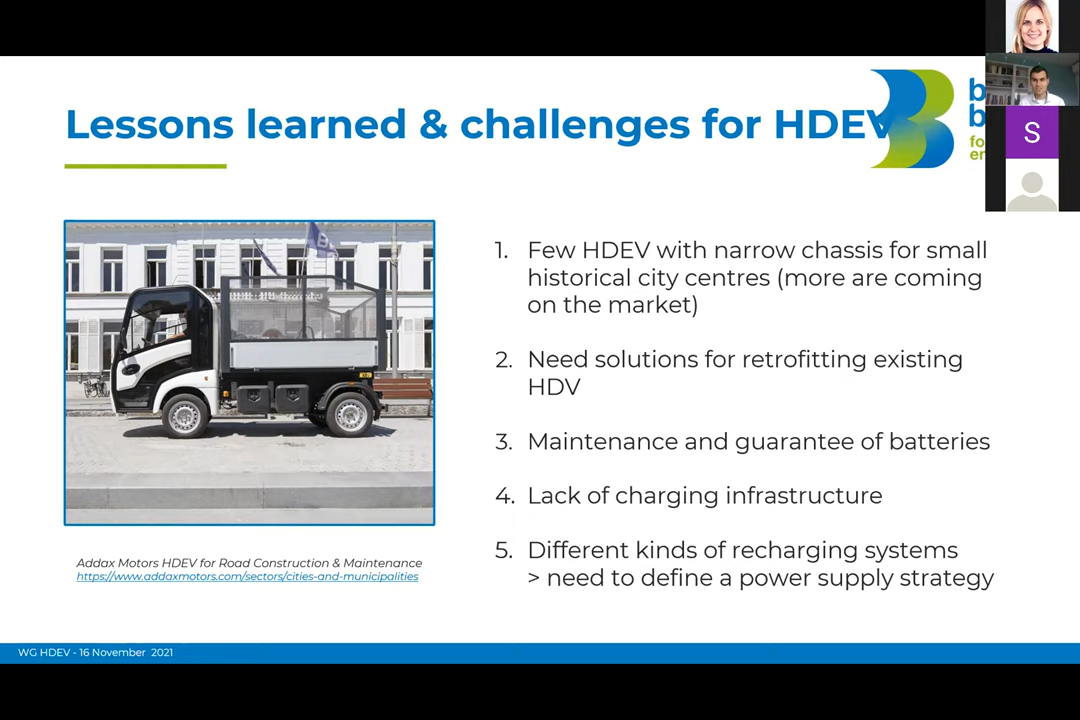 Lessons learned & challenges for HDEV
b
b
fo
en
S
1. Few HDEV with narrow chassis for small
historical city centres (more are coming
on the market)
2. Need solutions for retrofitting existing
HDV
3. Maintenance and guarantee of batteries
4. Lack of charging infrastructure
5. Different kinds of recharging systems
> need to define a power supply strategy
Addax Motors HDEV for Road Construction & Maintenance
https://www.addaxmotors.com/sectors/cities-and-municipalities
WG HDEV - 16 November 2021